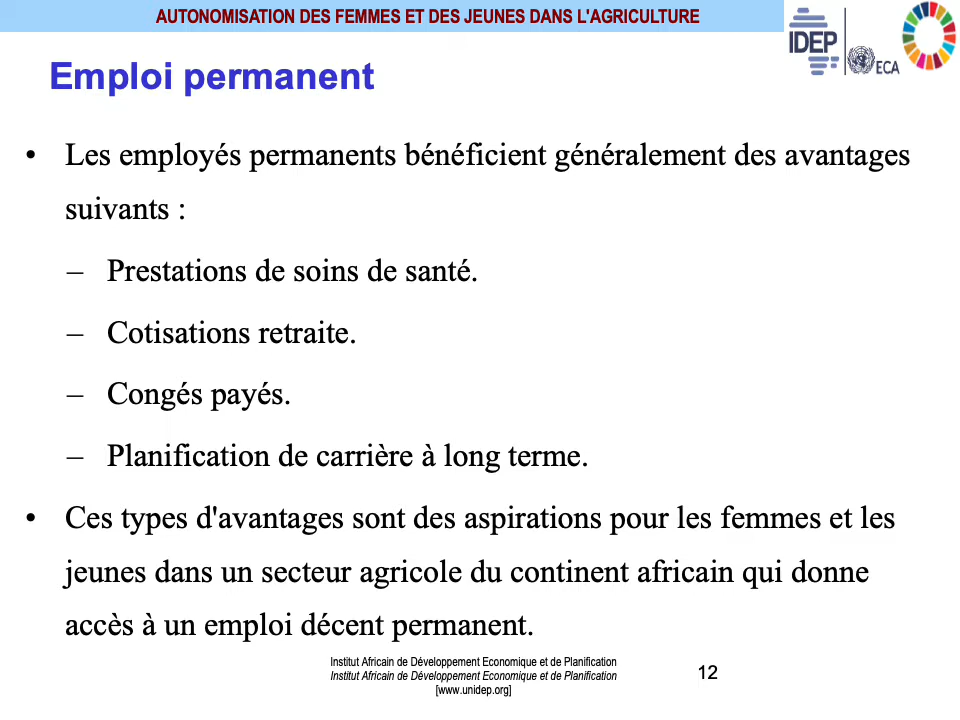 AUTONOMISATION DES FEMMES ET DES JEUNES DANS L'AGRICULTURE
IDEP
ECA
Emploi permanent
• Les employés permanents bénéficient généralement des avantages
suivants :
– Prestations de soins de santé.
– Cotisations retraite.
– Congés payés.
– Planification de carrière à long terme.
• Ces types d'avantages sont des aspirations pour les femmes et les
jeunes dans un secteur agricole du continent africain qui donne
accès à un emploi décent permanent.
Institut Africain de Développement Economique et de Planification
Institut Africain de Développement Economique et de Planification
[www.unidep.org]
12